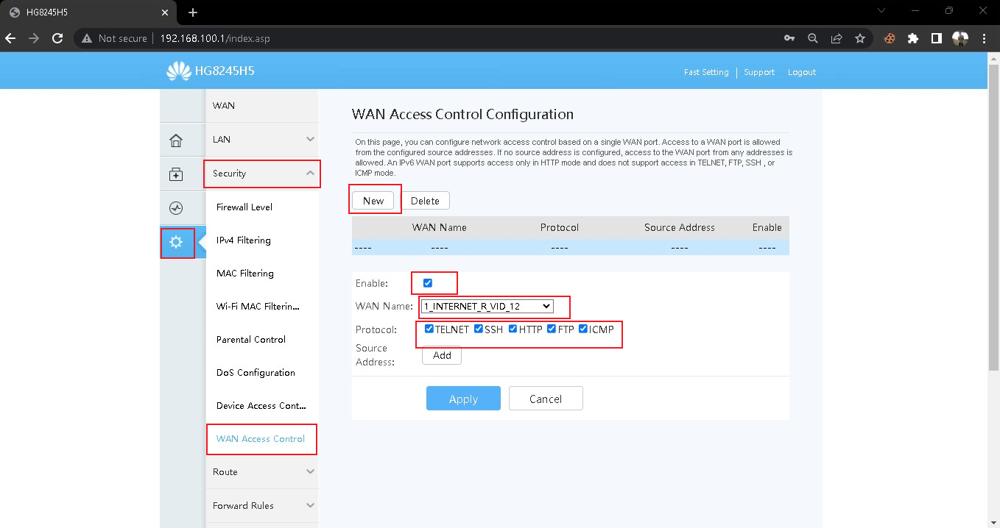 HG8245H5
Not secure
192.168.100.1/index.asp
HG8245H5
Fast Setting
Support
Logout
WAN
LAN
Security
Firewall Level
IPv4 Filtering
MAC Filtering
Wi-Fi MAC Filterin...
Parental Control
DoS Configuration
Device Access Cont...
WAN Access Control
Route
Forward Rules
WAN Access Control Configuration
On this page, you can configure network access control based on a single WAN port. Access to a WAN port is allowed
from the configured source addresses. If no source address is configured, access to the WAN port from any addresses is
allowed. An IPv6 WAN port supports access only in HTTP mode and does not support access in TELNET, FTP, SSH , or
ICMP mode.
New Delete
WAN Name Protocol Source Address Enable
---- ---- ---- ---- ----
Enable:
WAN Name: 1_INTERNET_R_VID_12
Protocol: TELNET SSH HTTP FTP ICMP
Source
Address:
Add
Apply Cancel